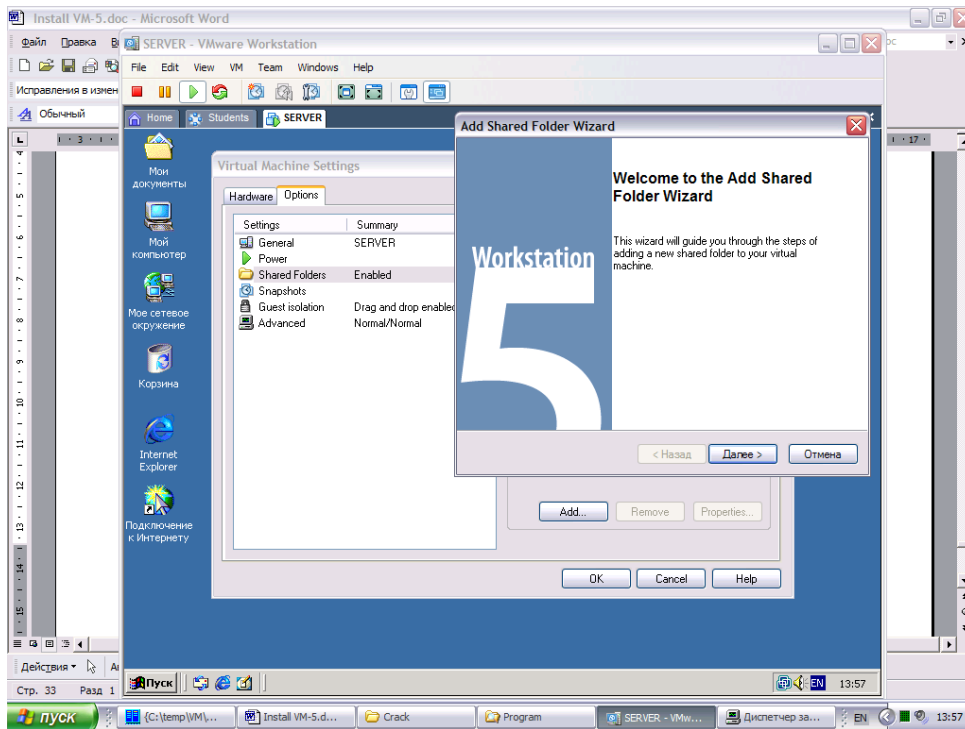 Install VM-5.doc - Microsoft Word
Файл Правка
SERVER - VMware Workstation
File Edit View VM Team Windows Help
Исправления в измен
Обычный
Home Students SERVER
Add Shared Folder Wizard
Welcome to the Add Shared
Folder Wizard
This wizard will guide you through the steps of
adding a new shared folder to your virtual
machine.
Workstation
5
< Назад Далее > Отмена
Virtual Machine Settings
Hardware Options
Settings Summary
General SERVER
Power
Shared Folders Enabled
Snapshots
Guest isolation Drag and drop enabled
Advanced Normal/Normal
Add... Remove Properties...
OK Cancel Help
Мои
документы
Мой
компьютер
Мое сетевое
окружение
Корзина
Internet
Explorer
Подключение
к Интернету
Пуск EN 13:57
Действия
Стр. 33 Разд 1
пуск {C:\temp\VM\... Install VM-5.d... Crack Program SERVER - VMw... Диспетчер за... EN 13:57